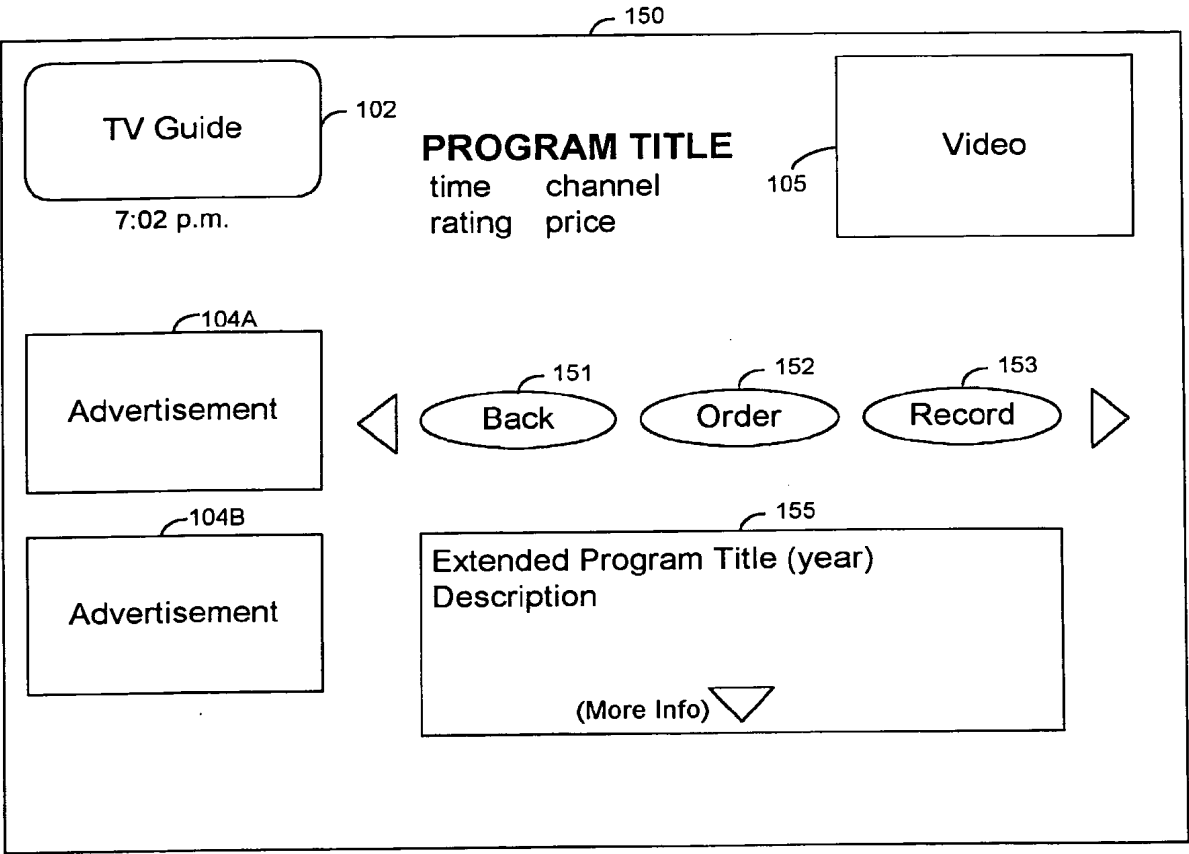 150
TV Guide
102
7:02 p.m.
PROGRAM TITLE
time channel
rating price
105
Video
104A
Advertisement
151
Back
152
Order
153
Record
104B
Advertisement
155
Extended Program Title (year)
Description
(More Info)